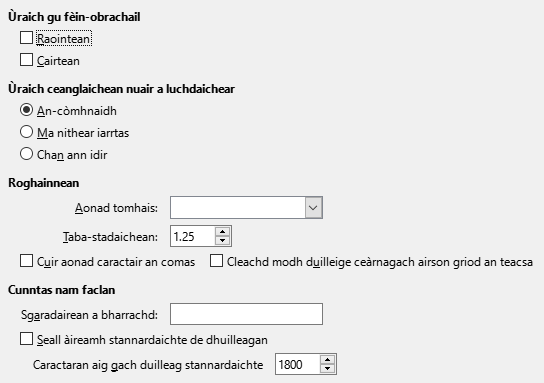 Ùraich gu fèin-obrachail
Raointean
Cairtean
Ùraich ceanglaichean nuair a luchdaichear
An-còmhnaidh
Ma nithear iarrtas
Chan ann idir
Roghainnean
Aonad tomhais:
Taba-stadaichean: 1.25
Cuir aonad caractair an comas Cleachd modh duilleige ceàrnagach airson griod an teacsa
Cunntas nam faclan
Sgaradairean a bharrachd:
Seall àireamh stannardaichte de dhuilleagan
Caractaran aig gach duilleag stannardaichte 1800